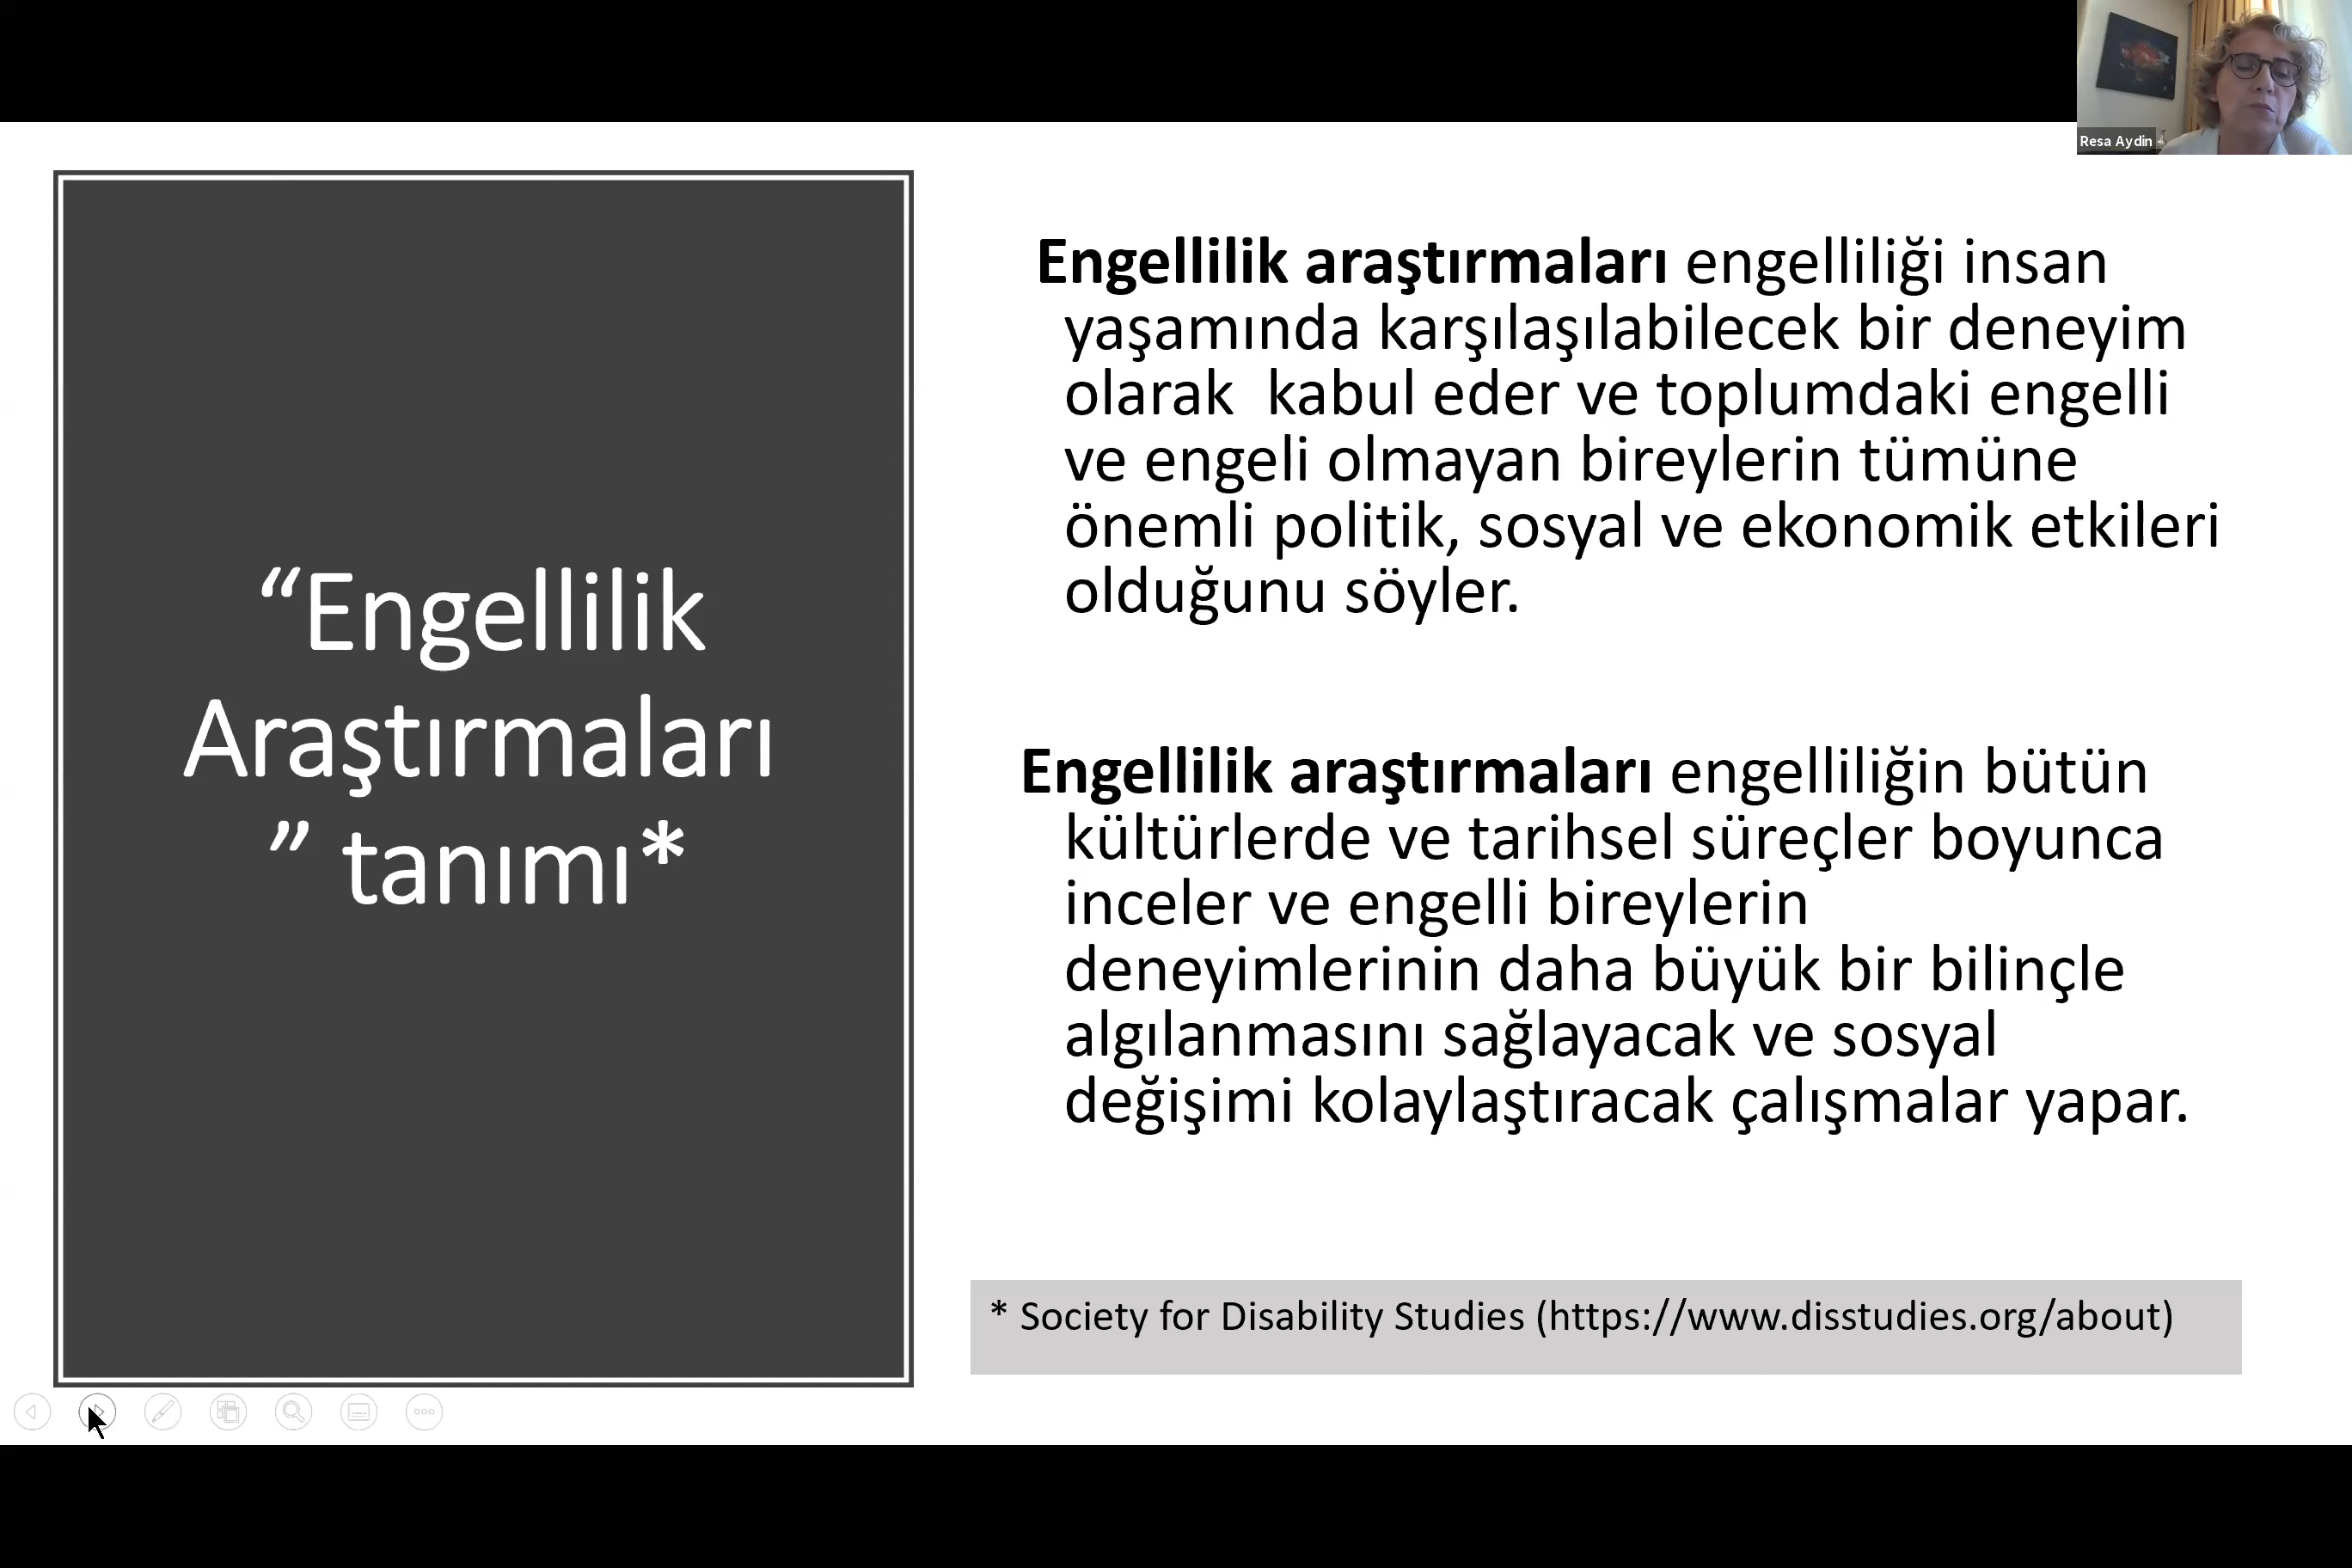 Resa Aydin
“Engellilik
Araştırmaları
” tanımı*
Engellilik araştırmaları engelliliği insan
yaşamında karşılaşılabilecek bir deneyim
olarak  kabul eder ve toplumdaki engelli
ve engeli olmayan bireylerin tümüne
önemli politik, sosyal ve ekonomik etkileri
olduğunu söyler.
Engellilik araştırmaları engelliliğin bütün
kültürlerde ve tarihsel süreçler boyunca
inceler ve engelli bireylerin
deneyimlerinin daha büyük bir bilinçle
algılanmasını sağlayacak ve sosyal
değişimi kolaylaştıracak çalışmalar yapar.
* Society for Disability Studies (https://www.disstudies.org/about)